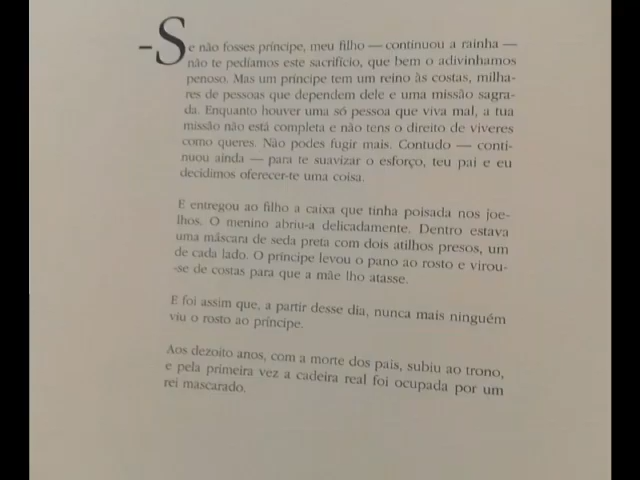 -Se não fosses príncipe, meu filho — continuou a rainha —
não te pedíamos este sacrifício, que bem o adivinhamos
penoso. Mas um príncipe tem um reino às costas, milha-
res de pessoas que dependem dele e uma missão sagra-
da. Enquanto houver uma só pessoa que viva mal, a tua
missão não está completa e não tens o direito de viveres
como queres. Não podes fugir mais. Contudo — conti-
nuou ainda — para te suavizar o esforço, teu pai e eu
decidimos oferecer-te uma coisa.
E entregou ao filho a caixa que tinha poisada nos joe-
lhos. O menino abriu-a delicadamente. Dentro estava
uma máscara de seda preta com dois atilhos presos, um
de cada lado. O príncipe levou o pano ao rosto e virou-
-se de costas para que a mãe lho atasse.
E foi assim que, a partir desse dia, nunca mais ninguém
viu o rosto ao príncipe.
Aos dezoito anos, com a morte dos pais, subiu ao trono,
e pela primeira vez a cadeira real foi ocupada por um
rei mascarado.